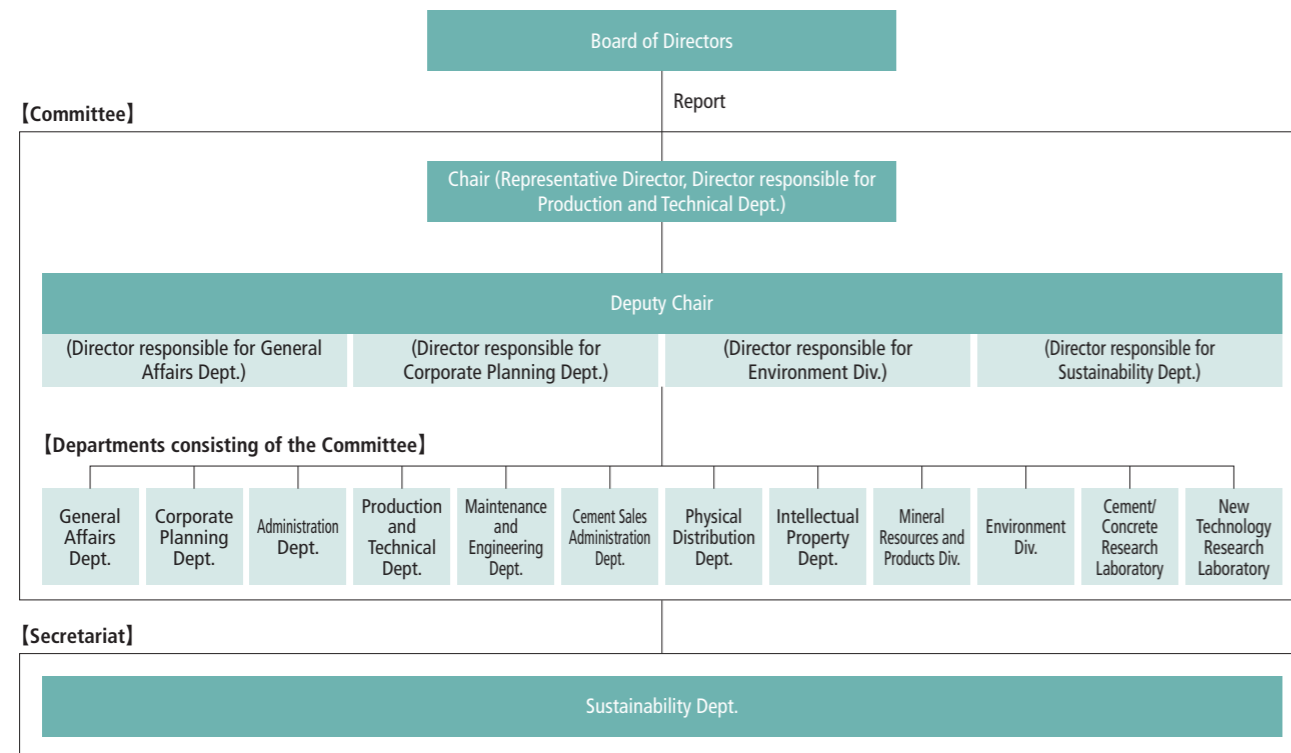 Board of Directors
Report
【Committee】
Chair (Representative Director, Director responsible for
Production and Technical Dept.)
Deputy Chair
(Director responsible for General
Affairs Dept.)
(Director responsible for
Corporate Planning Dept.)
(Director responsible for
Environment Div.)
(Director responsible for
Sustainability Dept.)
【Departments consisting of the Committee】
General
Affairs
Dept.
Corporate
Planning
Dept.
Administration
Dept.
Production
and
Technical
Dept.
Maintenance
and
Engineering
Dept.
Cement Sales
Administration
Dept.
Physical
Distribution
Dept.
Intellectual
Property
Dept.
Mineral
Resources and
Products Div.
Environment
Div.
Cement/
Concrete
Research
Laboratory
New
Technology
Research
Laboratory
【Secretariat】
Sustainability Dept.